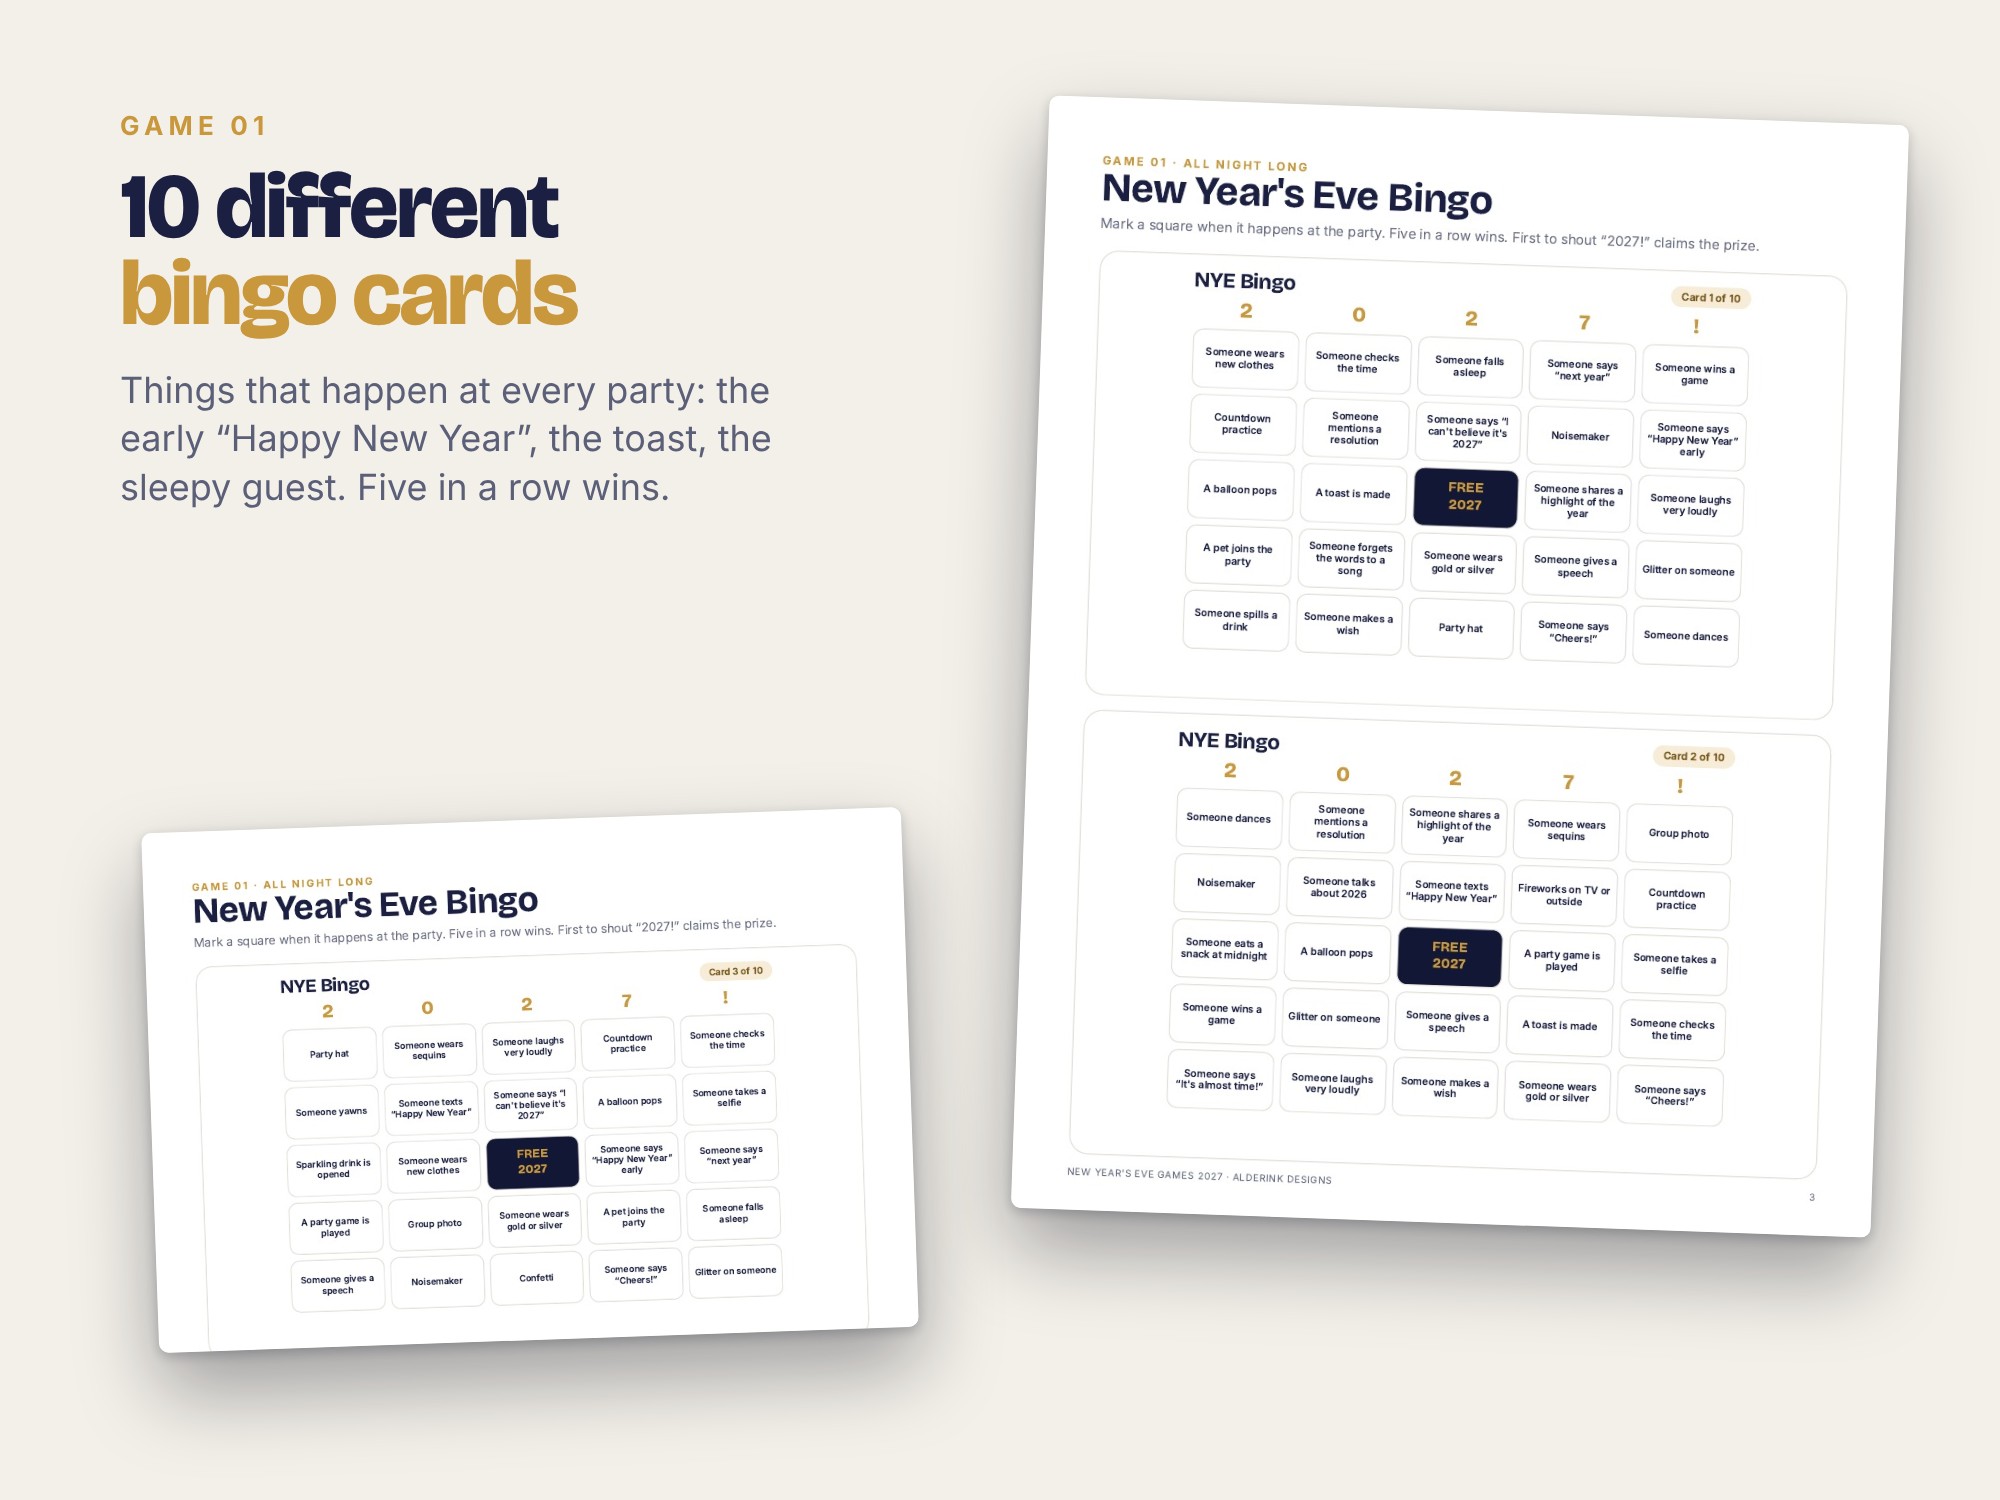 GAME 01
10 different
bingo cards
Things that happen at every party: the
early “Happy New Year”, the toast, the
sleepy guest. Five in a row wins.
GAME 01 · ALL NIGHT LONG
New Year's Eve Bingo
Mark a square when it happens at the party. Five in a row wins. First to shout “2027!” claims the prize.
NYE Bingo
Card 1 of 10
2 0 2 7 !
Someone wears
new clothes
Someone checks
the time
Someone falls
asleep
Someone says
“next year”
Someone wins a
game
Countdown
practice
Someone
mentions a
resolution
Someone says “I
can't believe it's
2027”
Noisemaker
Someone says
“Happy New Year”
early
A balloon pops
A toast is made
FREE
2027
Someone shares a
highlight of the
year
Someone laughs
very loudly
A pet joins the
party
Someone forgets
the words to a
song
Someone wears
gold or silver
Someone gives a
speech
Glitter on someone
Someone spills a
drink
Someone makes a
wish
Party hat
Someone says
“Cheers!”
Someone dances
NYE Bingo
Card 2 of 10
2 0 2 7 !
Someone dances
Someone
mentions a
resolution
Someone shares a
highlight of the
year
Someone wears
sequins
Group photo
Noisemaker
Someone talks
about 2026
Someone texts
“Happy New Year”
Fireworks on TV or
outside
Countdown
practice
Someone eats a
snack at midnight
A balloon pops
FREE
2027
A party game is
played
Someone takes a
selfie
Someone wins a
game
Glitter on someone
Someone gives a
speech
A toast is made
Someone checks
the time
Someone says
“It's almost time!”
Someone laughs
very loudly
Someone makes a
wish
Someone wears
gold or silver
Someone says
“Cheers!”
NEW YEAR'S EVE GAMES 2027 · ALDERINK DESIGNS
3
GAME 01 · ALL NIGHT LONG
New Year's Eve Bingo
Mark a square when it happens at the party. Five in a row wins. First to shout “2027!” claims the prize.
NYE Bingo
Card 3 of 10
2 0 2 7 !
Party hat
Someone wears
sequins
Someone laughs
very loudly
Countdown
practice
Someone checks
the time
Someone yawns
Someone texts
“Happy New Year”
Someone says “I
can't believe it's
2027”
A balloon pops
Someone takes a
selfie
Sparkling drink is
opened
Someone wears
new clothes
FREE
2027
Someone says
“Happy New Year”
early
Someone says
“next year”
A party game is
played
Group photo
Someone wears
gold or silver
A pet joins the
party
Someone falls
asleep
Someone gives a
speech
Noisemaker
Confetti
Someone says
“Cheers!”
Glitter on someone